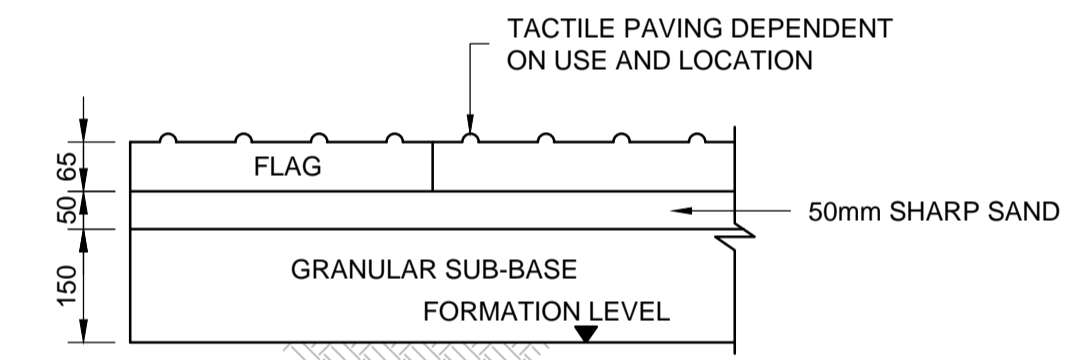 TACTILE PAVING DEPENDENT
ON USE AND LOCATION
65
FLAG
50
50mm SHARP SAND
150
GRANULAR SUB-BASE
FORMATION LEVEL